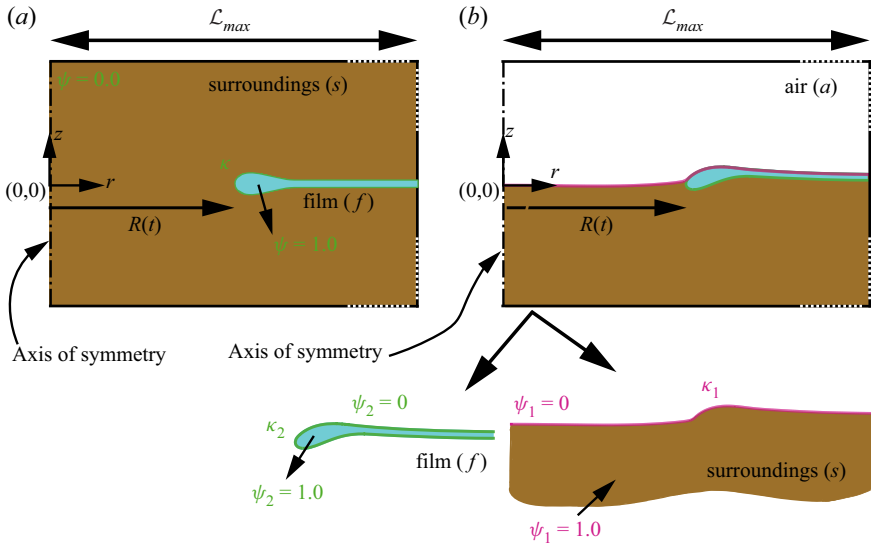 (a)
ℒmax
ψ = 0.0
surroundings (s)
z
κ
(0,0)
r
film (f)
R(t)
ψ = 1.0
Axis of symmetry
(b)
ℒmax
air (a)
z
(0,0)
r
R(t)
Axis of symmetry
ψ2 = 0
κ2
film (f)
ψ2 = 1.0
κ1
ψ1 = 0
surroundings (s)
ψ1 = 1.0